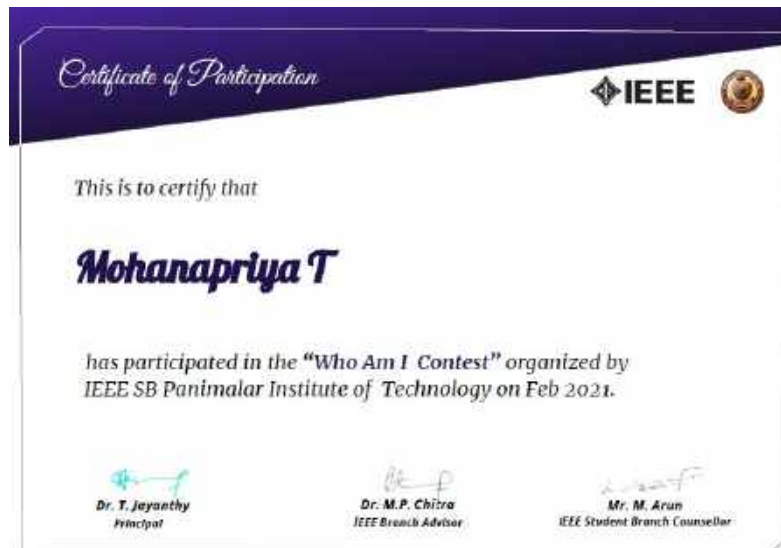 Certificate of Participation
IEEE
This is to certify that
Mohanapriya T
has participated in the “Who Am I Contest” organized by
IEEE SB Panimalar Institute of Technology on Feb 2021.
Dr. T. Jayanthy
Principal
Dr. M.P. Chitra
IEEE Branch Advisor
Mr. M. Arun
IEEE Student Branch Counsellor